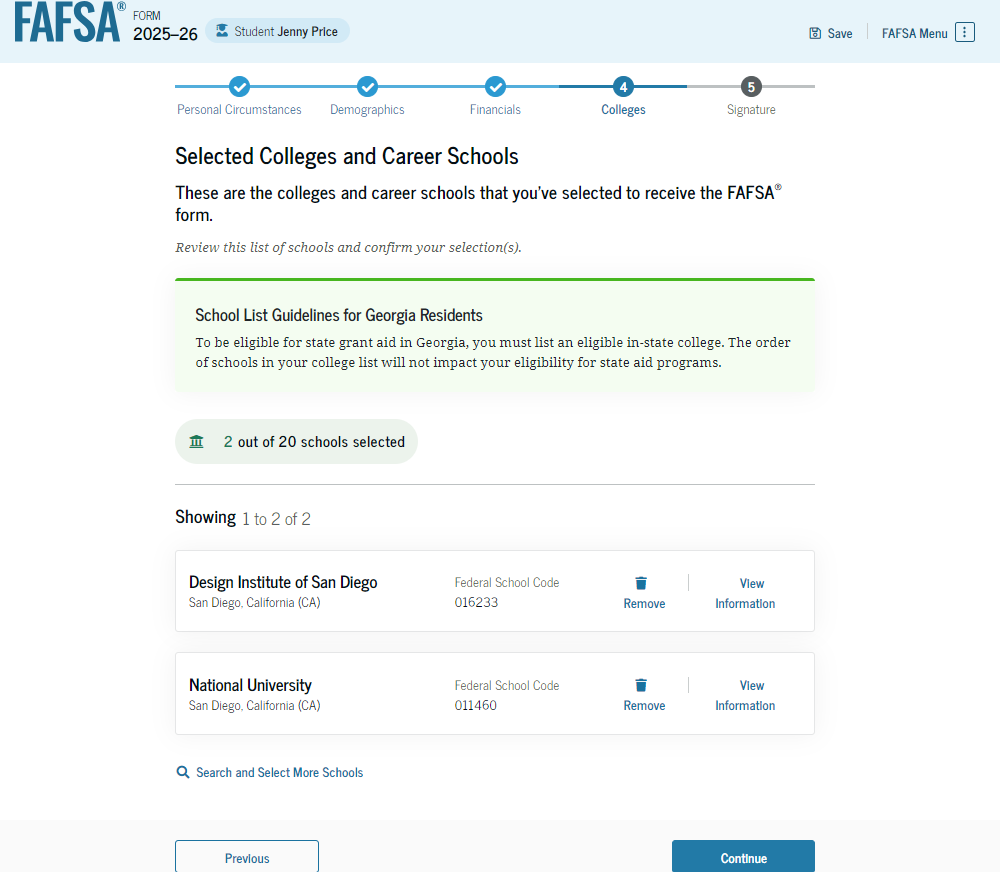 FAFSA®
FORM
2025–26
Student Jenny Price
Save
FAFSA Menu
4
5
Personal Circumstances
Demographics
Financials
Colleges
Signature
Selected Colleges and Career Schools
These are the colleges and career schools that you've selected to receive the FAFSA®
form.
Review this list of schools and confirm your selection(s).
School List Guidelines for Georgia Residents
To be eligible for state grant aid in Georgia, you must list an eligible in-state college. The order
of schools in your college list will not impact your eligibility for state aid programs.
2 out of 20 schools selected
Showing 1 to 2 of 2
Design Institute of San Diego
San Diego, California (CA)
Federal School Code
016233
Remove
View
Information
National University
San Diego, California (CA)
Federal School Code
011460
Remove
View
Information
Search and Select More Schools
Previous
Continue